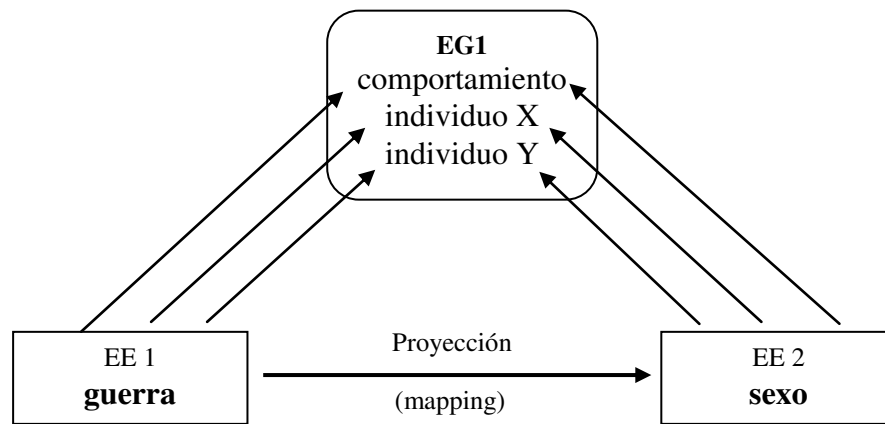 EG1
comportamiento
individuo X
individuo Y
EE 1
guerra
Proyección
(mapping)
EE 2
sexo